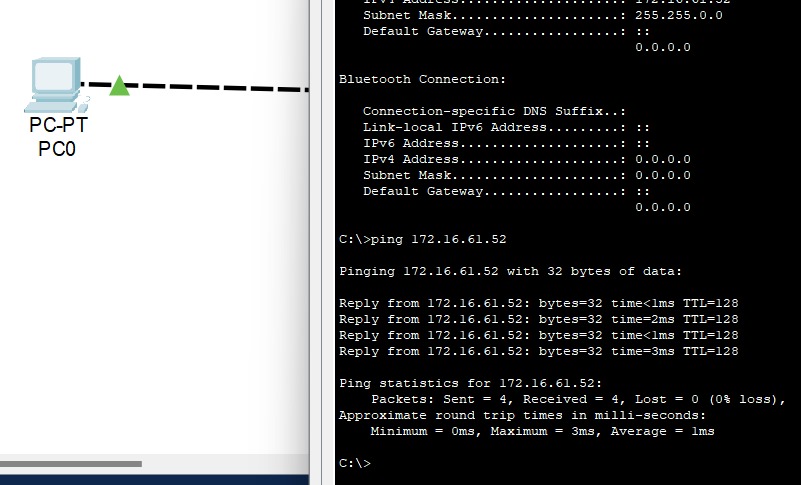 PC-PT
PC0
Subnet Mask....................: 255.255.0.0
Default Gateway.................: ::
0.0.0.0
Bluetooth Connection:
Connection-specific DNS Suffix..:
Link-local IPv6 Address.........: ::
IPv6 Address....................: ::
IPv4 Address....................: 0.0.0.0
Subnet Mask.....................: 0.0.0.0
Default Gateway.................: ::
0.0.0.0
C:\>ping 172.16.61.52
Pinging 172.16.61.52 with 32 bytes of data:
Reply from 172.16.61.52: bytes=32 time<1ms TTL=128
Reply from 172.16.61.52: bytes=32 time=2ms TTL=128
Reply from 172.16.61.52: bytes=32 time<1ms TTL=128
Reply from 172.16.61.52: bytes=32 time=3ms TTL=128
Ping statistics for 172.16.61.52:
Packets: Sent = 4, Received = 4, Lost = 0 (0% loss),
Approximate round trip times in milli-seconds:
Minimum = 0ms, Maximum = 3ms, Average = 1ms
C:\>